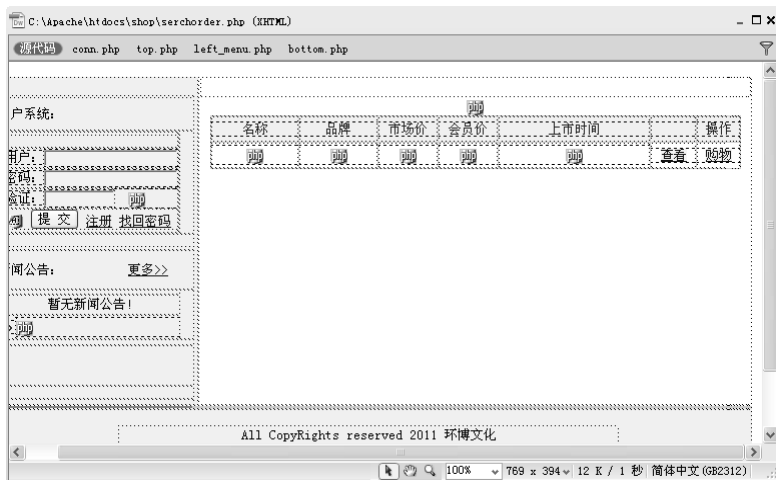 C:\Apache\htdocs\shop\serchorder.php (XHTML)
源代码 conn.php top.php left_menu.php bottom.php
户系统:
名称 品牌 市场价 会员价 上市时间 操作
用户:
查看 购物
密码:
验证:
提 交 注册 找回密码
新闻公告: 更多>>
暂无新闻公告!
All CopyRights reserved 2011 环博文化
100% 769 x 394 12 K / 1 秒 简体中文(GB2312)